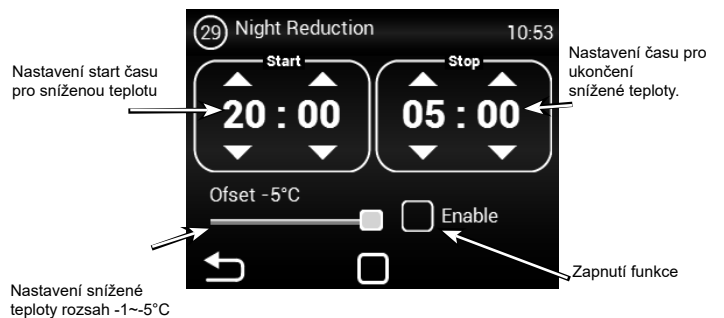 29 Night Reduction 10:53
Nastavení start času
pro sníženou teplotu
Start
20 : 00
Stop
05 : 00
Nastavení času pro
ukončení
snížené teploty.
Ofset -5°C
Enable
Nastavení snížené
teploty rozsah -1~-5°C
Zapnutí funkce